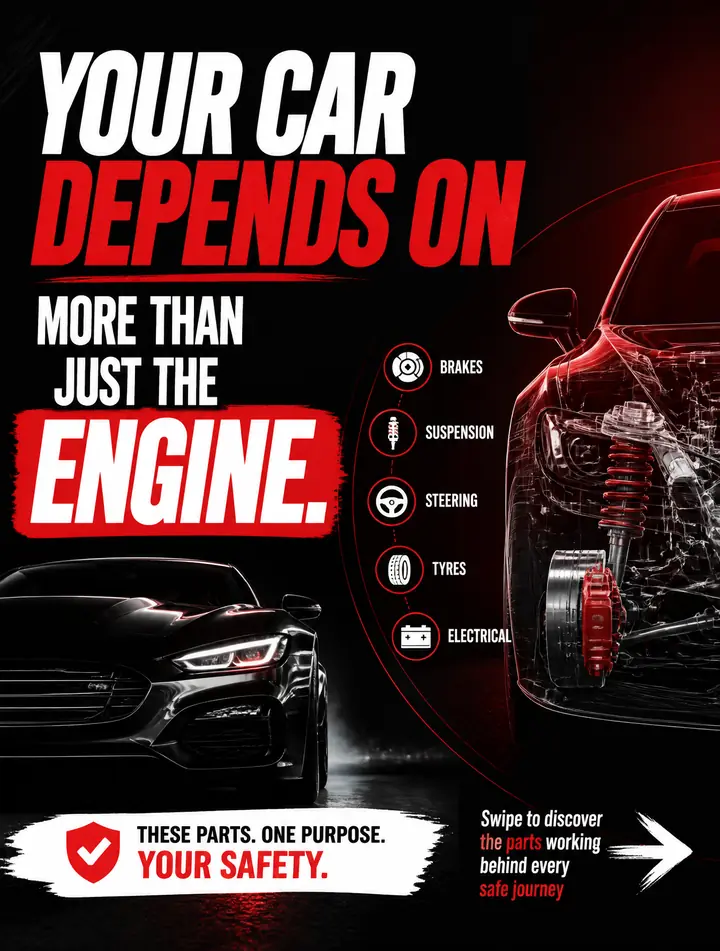 YOUR CAR
DEPENDS ON
MORE THAN
JUST THE
ENGINE.
BRAKES
SUSPENSION
STEERING
TYRES
ELECTRICAL
THESE PARTS. ONE PURPOSE.
YOUR SAFETY.
Swipe to discover
the parts working
behind every
safe journey